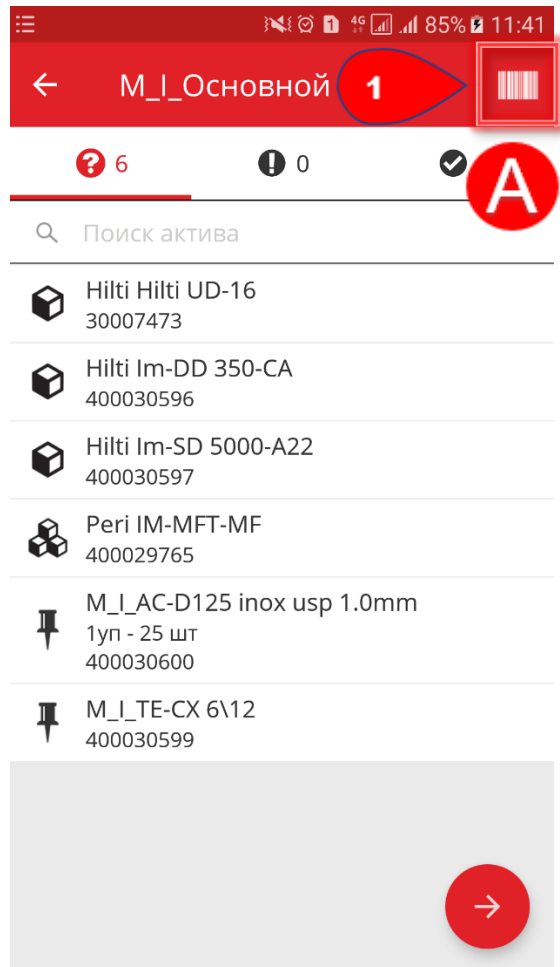 1 4G 85% 11:41
M_I_Основной 1
6 0
A
Поиск актива
Hilti Hilti UD-16
30007473
Hilti Im-DD 350-CA
400030596
Hilti Im-SD 5000-A22
400030597
Peri IM-MFT-MF
400029765
M_I_AC-D125 inox usp 1.0mm
1уп - 25 шт
400030600
M_I_TE-CX 6\12
400030599